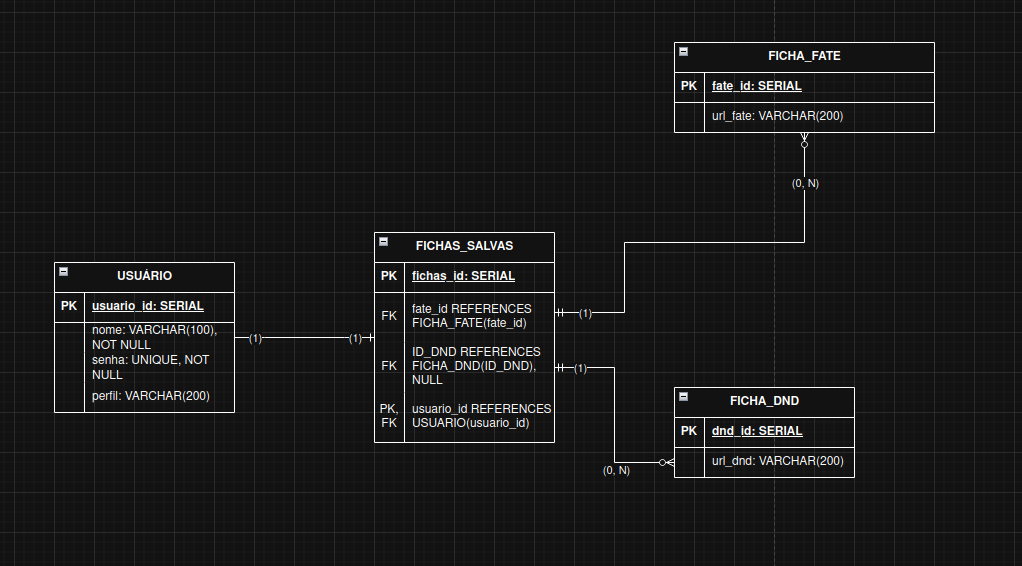 FICHA_FATE
PK
fate_id: SERIAL
url_fate: VARCHAR(200)
(0, N)
FICHAS_SALVAS
PK
fichas_id: SERIAL
FK
fate_id REFERENCES
FICHA_FATE(fate_id)
FK
ID_DND REFERENCES
FICHA_DND(ID_DND),
NULL
PK,
FK
usuario_id REFERENCES
USUARIO(usuario_id)
USUÁRIO
PK
usuario_id: SERIAL
nome: VARCHAR(100),
NOT NULL
senha: UNIQUE, NOT
NULL
perfil: VARCHAR(200)
(1)
(1)
(1)
(1)
FICHA_DND
PK
dnd_id: SERIAL
url_dnd: VARCHAR(200)
(0, N)